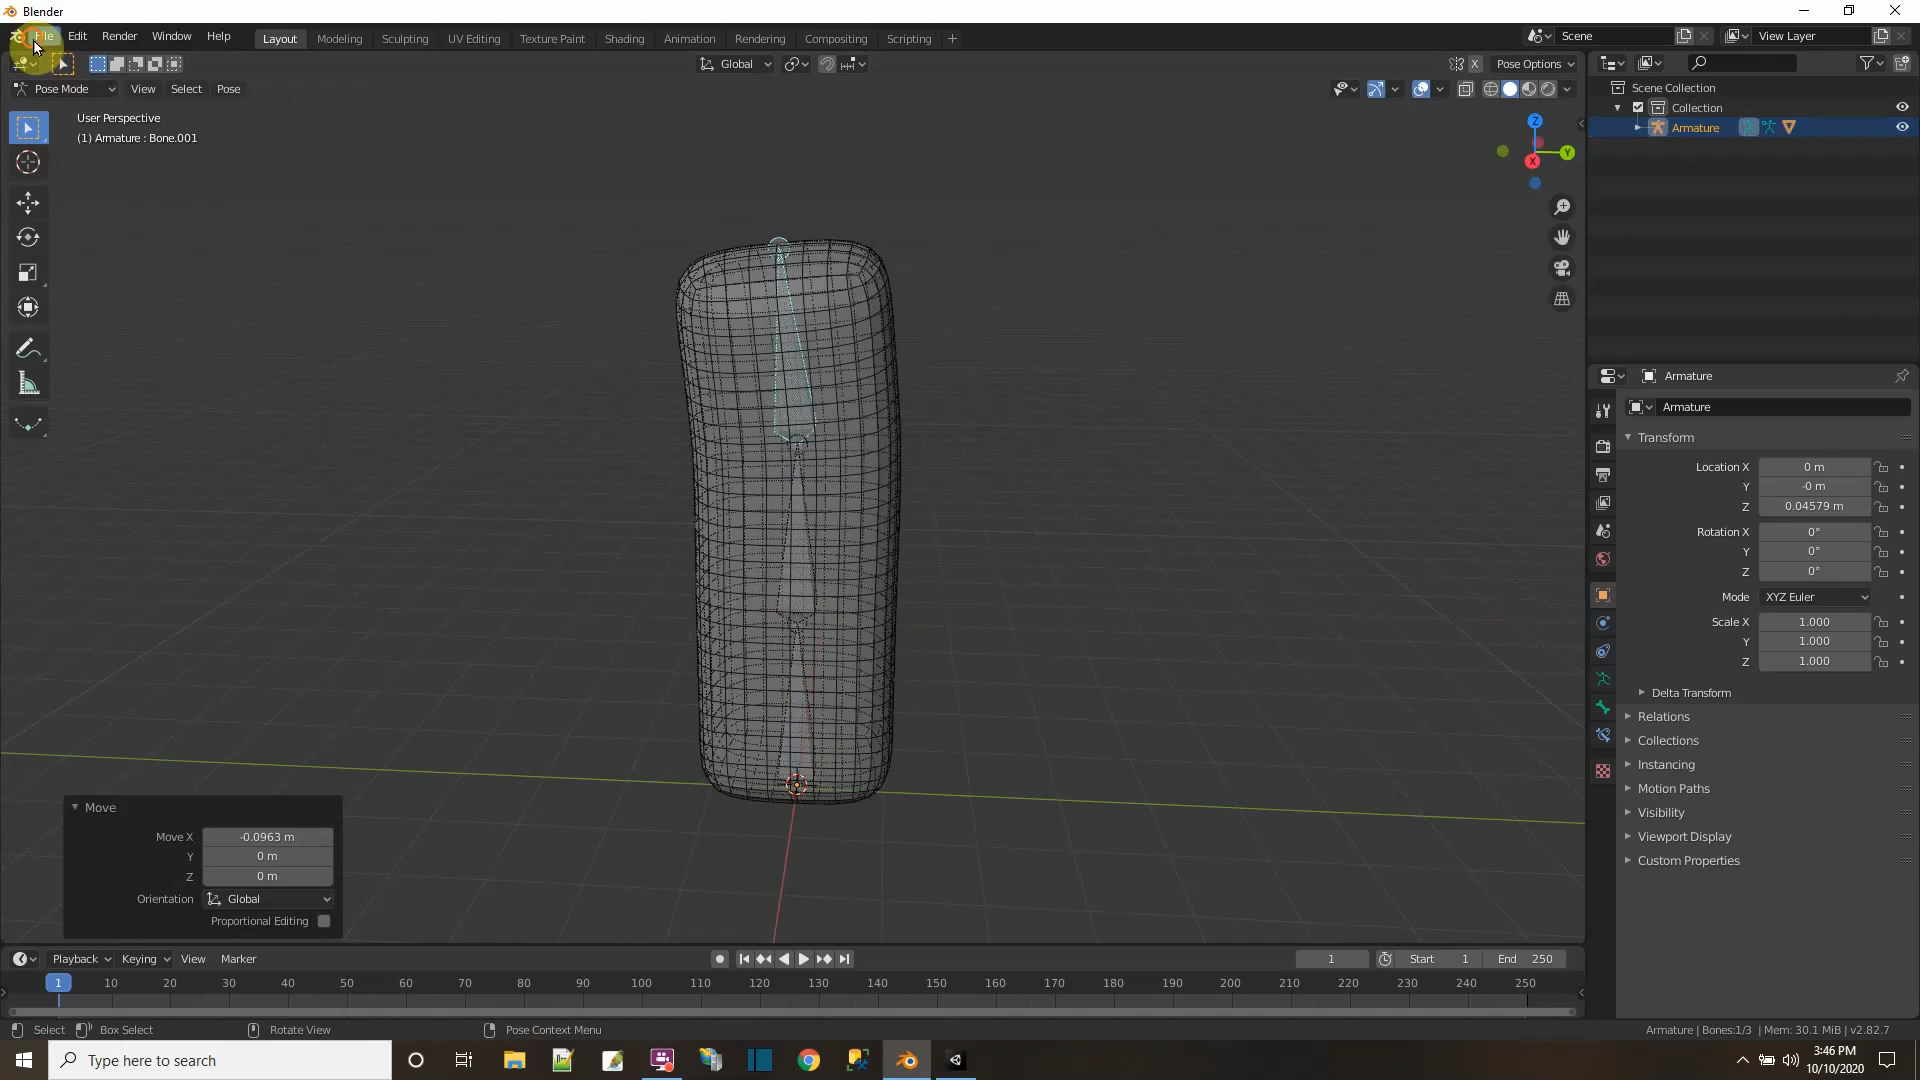 Blender
File Edit Render Window Help
Layout Modeling Sculpting UV Editing Texture Paint Shading Animation Rendering Compositing Scripting +
Scene
View Layer
Global
X
Pose Options
Pose Mode View Select Pose
User Perspective
(1) Armature : Bone.001
Z
Y
X
Scene Collection
Collection
Armature
Armature
Armature
Transform
Location X 0 m
Y -0 m
Z 0.04579 m
Rotation X 0°
Y 0°
Z 0°
Mode XYZ Euler
Scale X 1.000
Y 1.000
Z 1.000
Delta Transform
Relations
Collections
Instancing
Motion Paths
Visibility
Viewport Display
Custom Properties
Move
Move X -0.0963 m
Y 0 m
Z 0 m
Orientation Global
Proportional Editing
Playback Keying View Marker
1 Start 1 End 250
1 10 20 30 40 50 60 70 80 90 100 110 120 130 140 150 160 170 180 190 200 210 220 230 240 250
Select Box Select Rotate View Pose Context Menu
Armature | Bones:1/3 | Mem: 30.1 MiB | v2.82.7
Type here to search
3:46 PM
10/10/2020